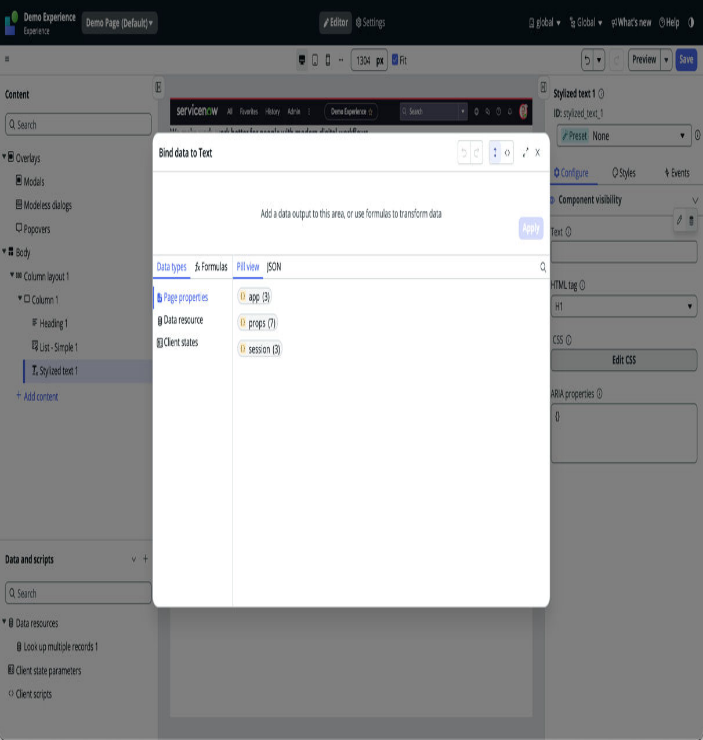 Demo Experience
Experience
Demo Page (Default)
Editor
Settings
global
Global
What's new
Help
1304 px
Fit
Preview
Save
Content
Search
Overlays
Modals
Modeless dialogs
Popovers
Body
Column layout 1
Column 1
Heading 1
List - Simple 1
Stylized text 1
+ Add content
Data and scripts
Search
Data resources
Look up multiple records 1
Client state parameters
Client scripts
servicenow
All
Favorites
History
Admin
Demo Experience
Search
Bind data to Text
Add a data output to this area, or use formulas to transform data
Apply
Data types
Formulas
Pill view
JSON
Page properties
Data resource
Client states
app (3)
props (7)
session (3)
Stylized text 1
ID: stylized_text_1
Preset
None
Configure
Styles
Events
Component visibility
Text
HTML tag
H1
CSS
Edit CSS
ARIA properties
{}